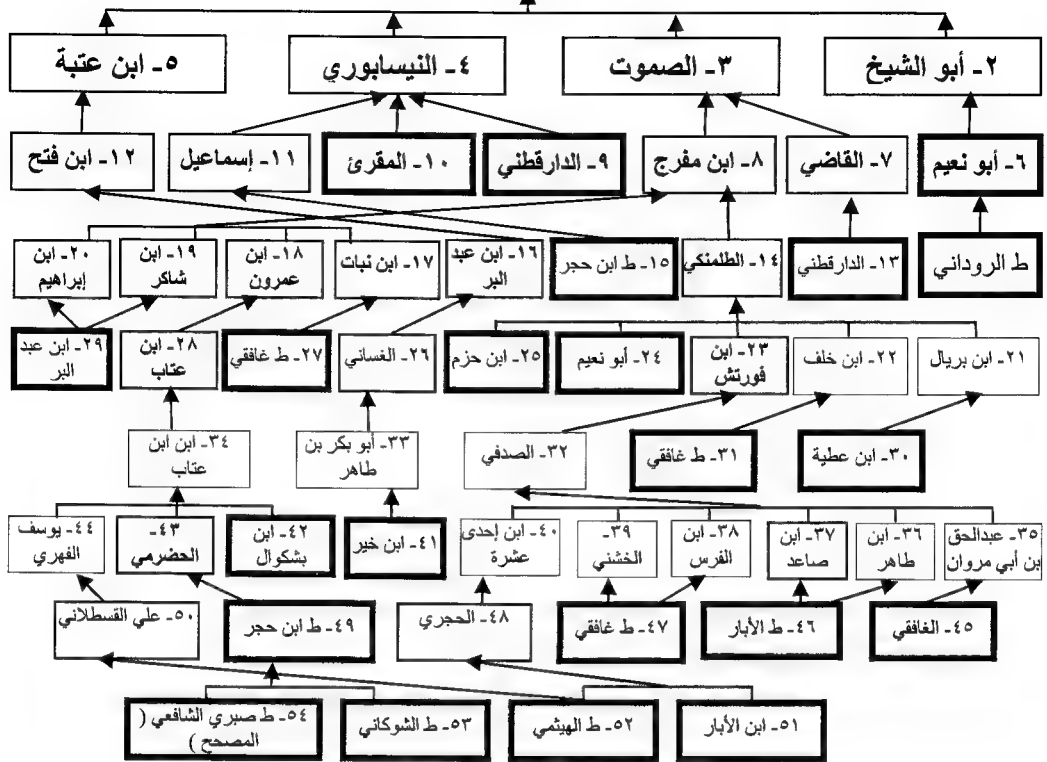 ٢- أبو الشيخ
٣- الصموت
٤- النيسابوري
٥- ابن عتبة
٦- أبو نعيم
٧- القاضي
٨- ابن مفرج
٩- الدارقطني
١٠- المقرئ
١١- إسماعيل
١٢- ابن فتح
ط الروداني
١٣- الدارقطني
١٤- الطلمنكي
١٥- ط ابن حجر
١٦- ابن عبد
البر
١٧- ابن نبات
١٨- ابن
عمرون
١٩- ابن
شاكر
٢٠- ابن
إبراهيم
٢١- ابن بريال
٢٢- ابن خلف
٢٣- ابن
فورتش
٢٤- أبو نعيم
٢٥- ابن حزم
٢٦- الغساني
٢٧- ط غافقي
٢٨- ابن
عتاب
٢٩- ابن عبد
البر
٣٠- ابن عطية
٣١- ط غافقي
٣٢- الصدفي
٣٣- أبو بكر بن
طاهر
٣٤- ابن ابن
عتاب
٣٥- عبدالحق
بن أبي مروان
٣٦- ابن
طاهر
٣٧- ابن
صاعد
٣٨- ابن
الفرس
٣٩-
الخشني
٤٠- ابن إحدى
عشرة
٤١- ابن خير
٤٢- ابن
بشكوال
٤٣-
الحضرمي
٤٤- يوسف
الفهري
٤٥- الغافقي
٤٦- ط الأبار
٤٧- ط غافقي
٤٨- الحجري
٤٩- ط ابن حجر
٥٠- علي القسطلاني
٥١- ابن الأبار
٥٢- ط الهيثمي
٥٣- ط الشوكاني
٥٤- ط صبري الشافعي (
المصحح )